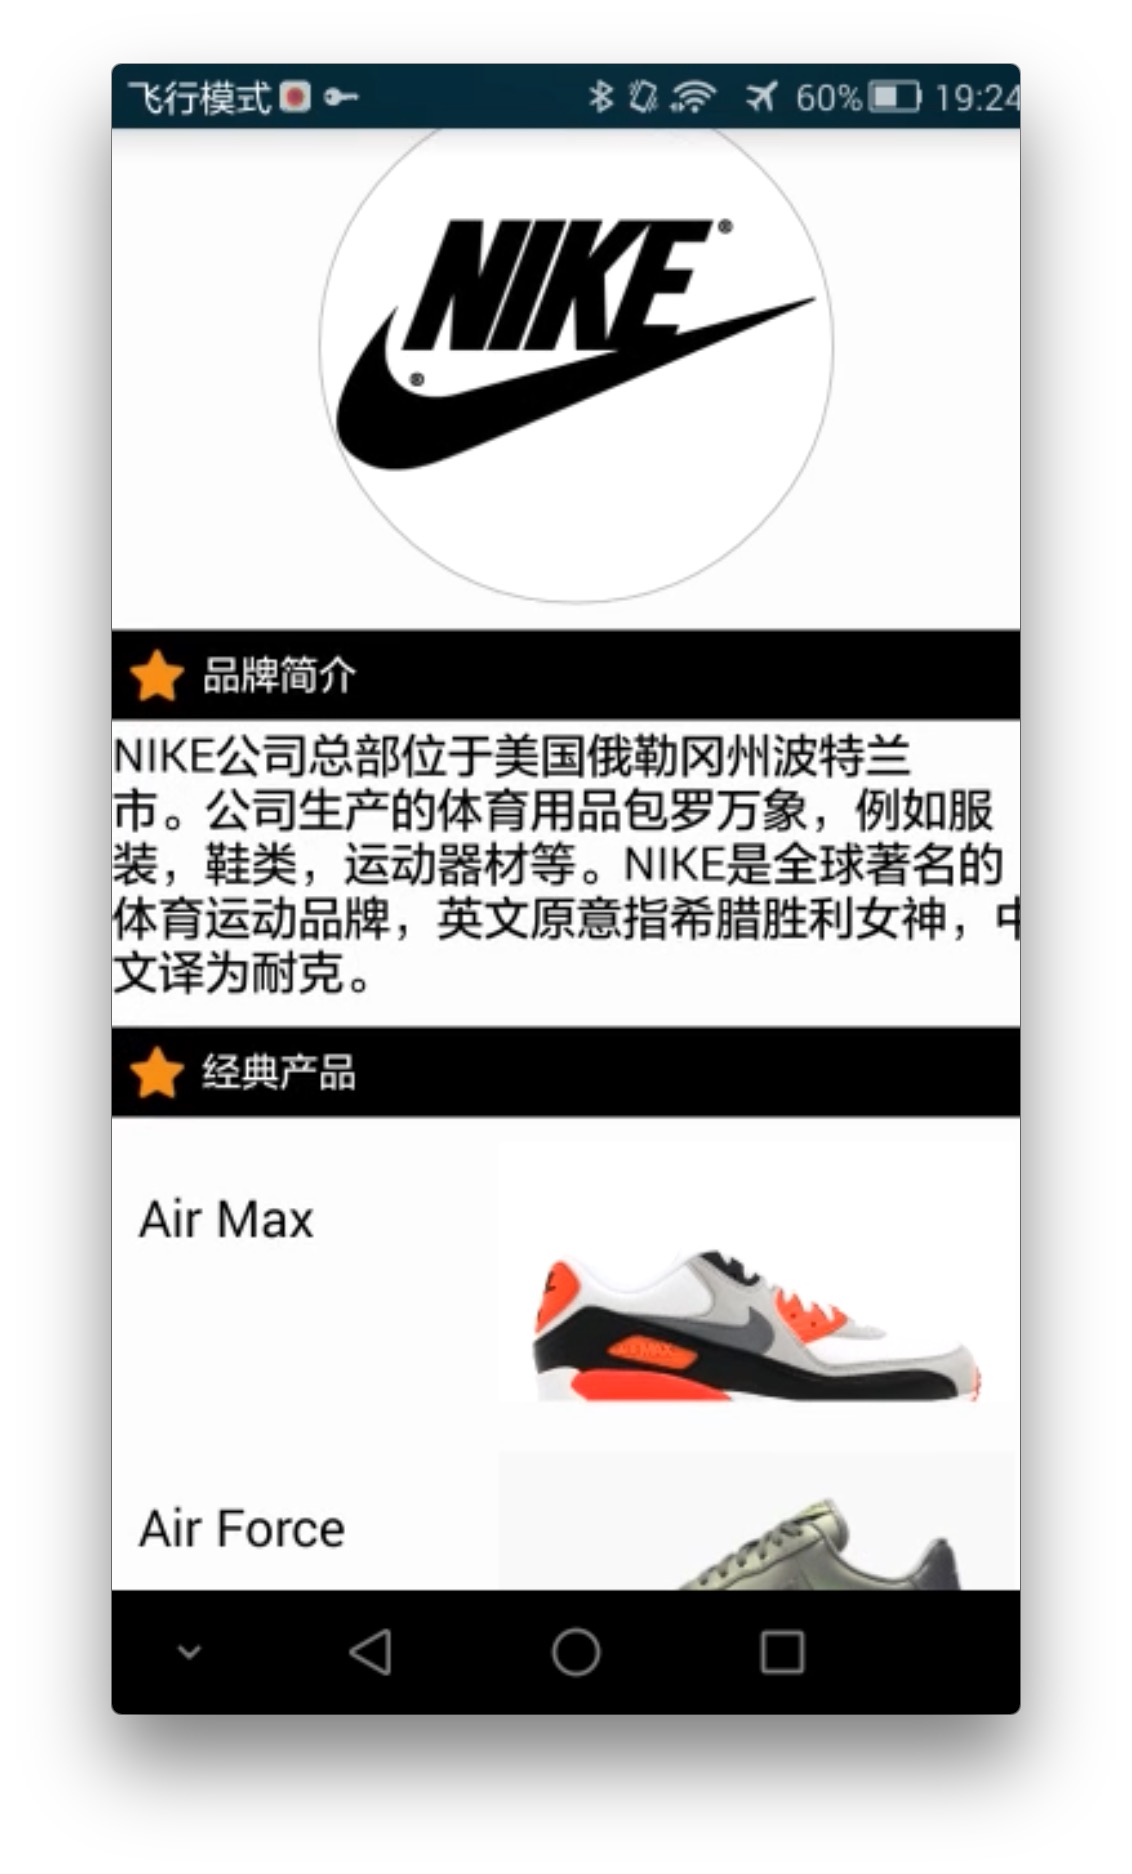 飞行模式 60% 19:24
NIKE®
®
品牌简介
NIKE公司总部位于美国俄勒冈州波特兰
市。公司生产的体育用品包罗万象，例如服
装，鞋类，运动器材等。NIKE是全球著名的
体育运动品牌，英文原意指希腊胜利女神，中
文译为耐克。
经典产品
Air Max
Air Force